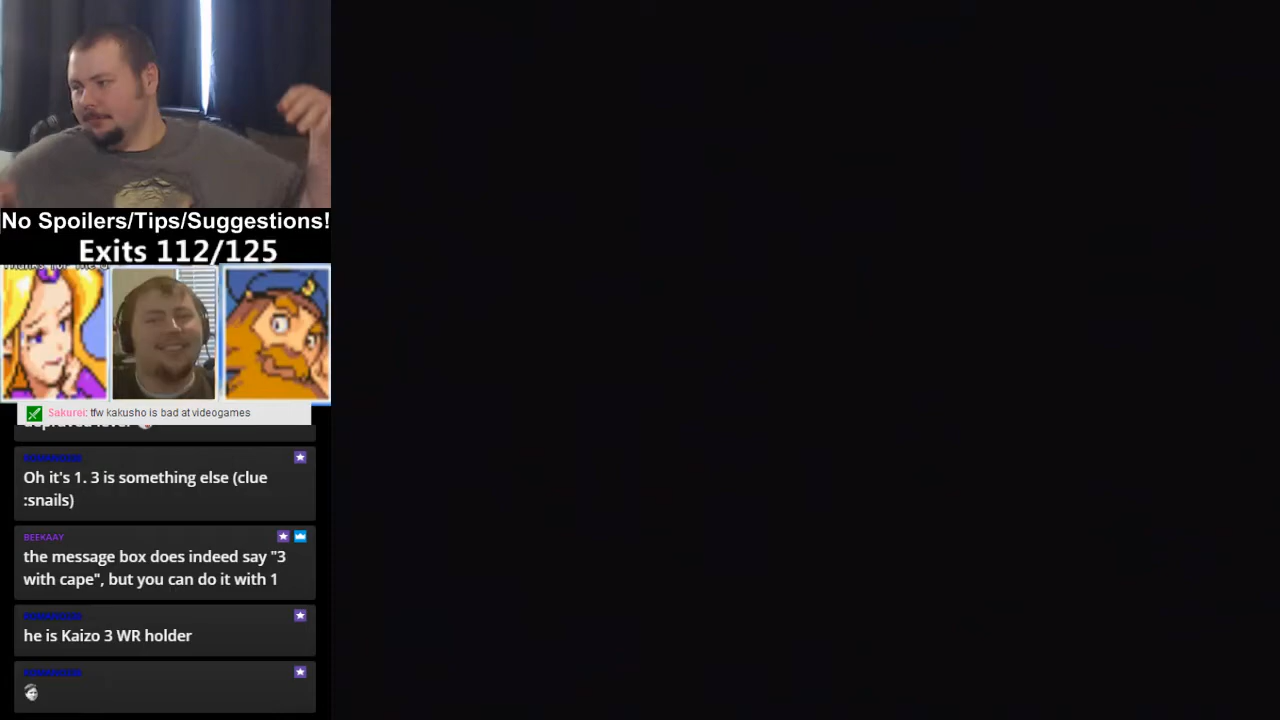 No Spoilers/Tips/Suggestions!
Exits 112/125
Sakurei: tfw kakusho is bad at videogames
Oh it's 1. 3 is something else (clue
:snails)
BEEKAAY
the message box does indeed say "3
with cape", but you can do it with 1
he is Kaizo 3 WR holder